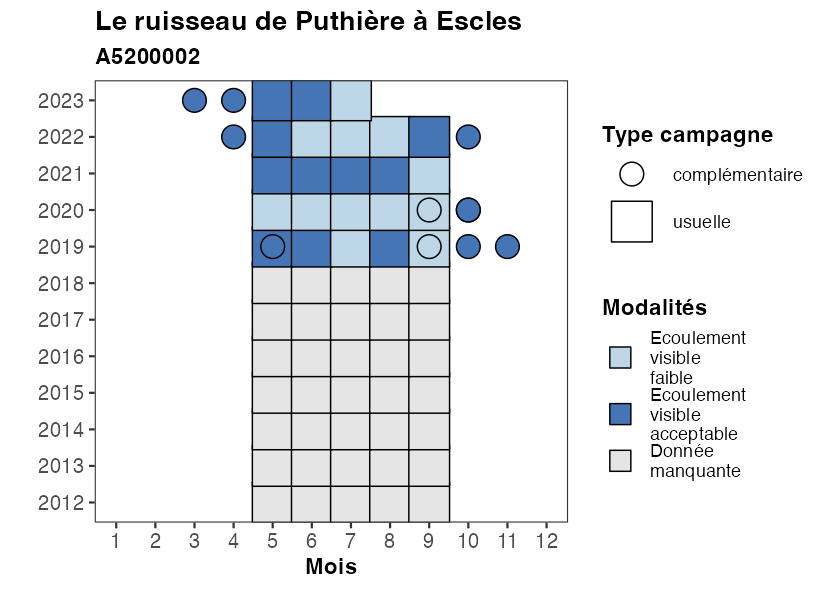 Le ruisseau de Puthière à Escles
A5200002
2023
2022
2021
2020
2019
2018
2017
2016
2015
2014
2013
2012
1 2 3 4 5 6 7 8 9 10 11 12
Mois
Type campagne
complémentaire
usuelle
Modalités
Ecoulement
visible
faible
Ecoulement
visible
acceptable
Donnée
manquante